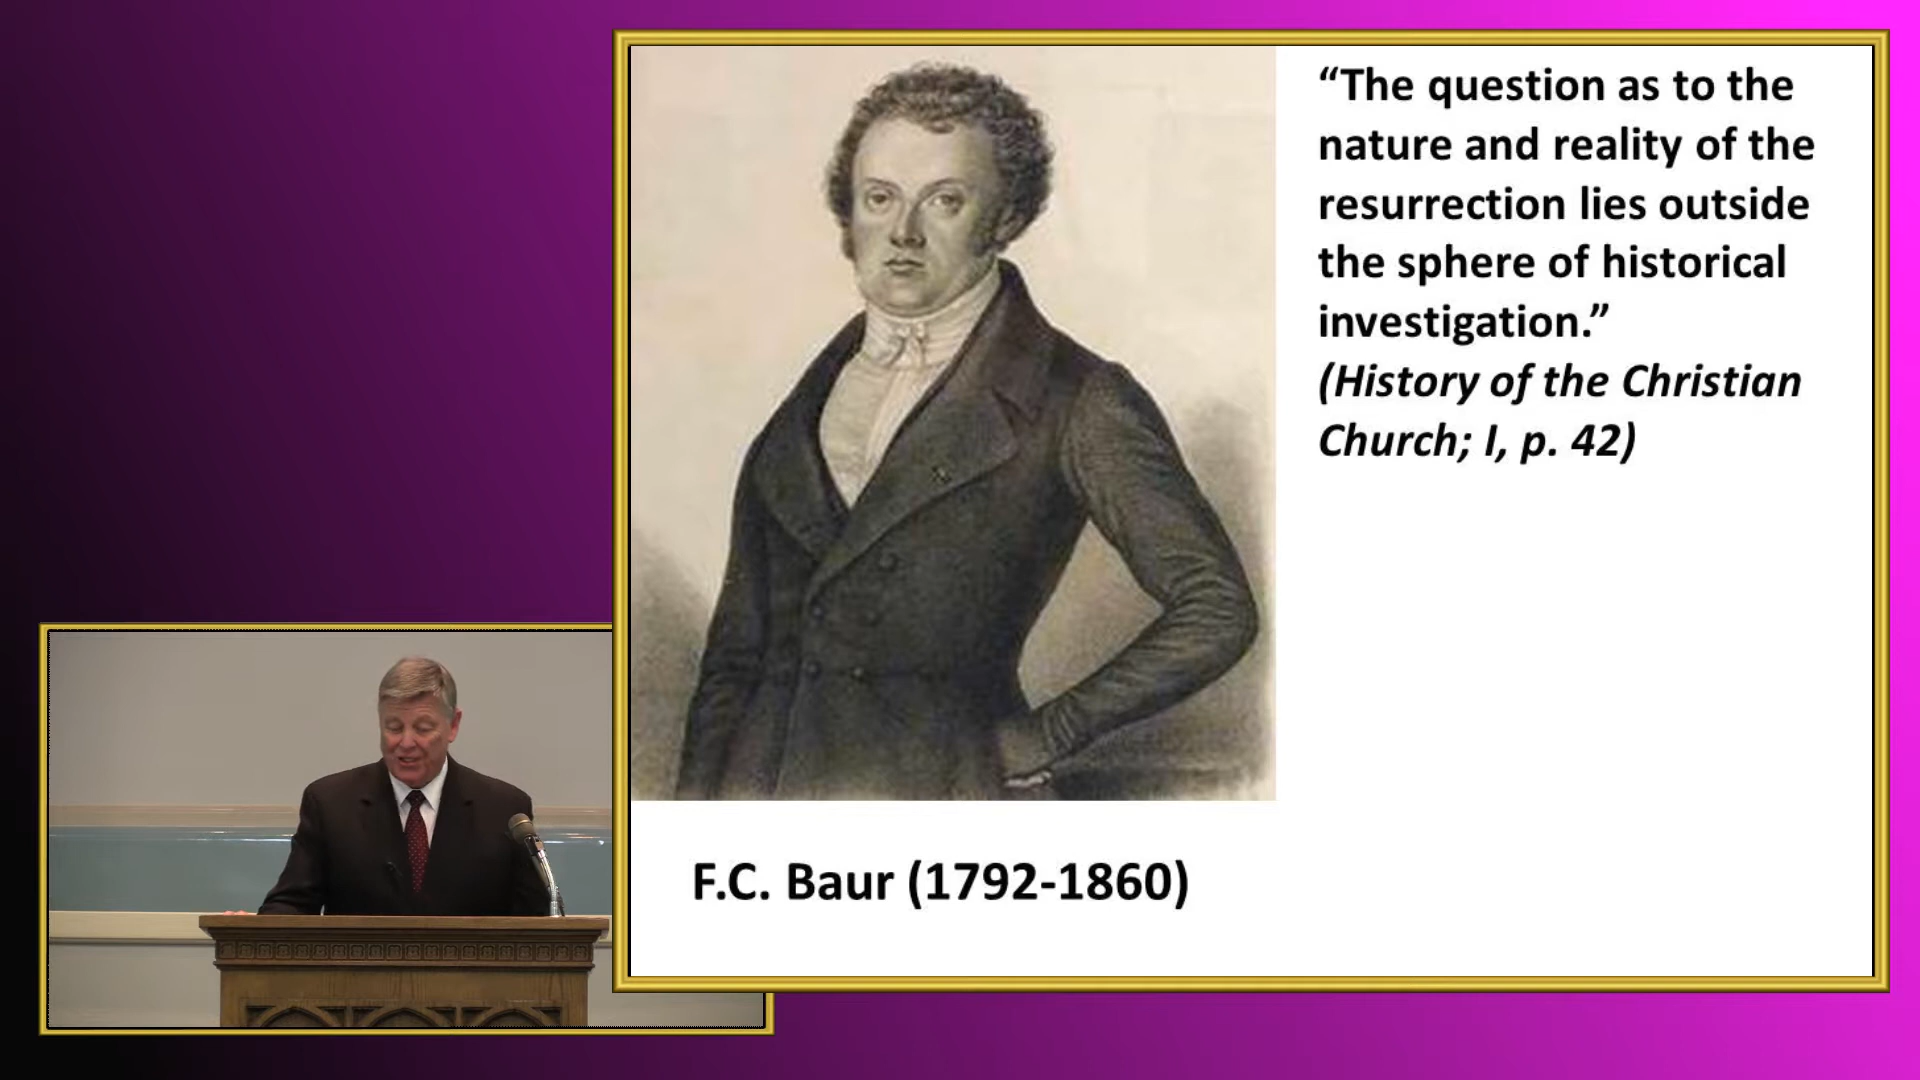 “The question as to the
nature and reality of the
resurrection lies outside
the sphere of historical
investigation.”
(History of the Christian
Church; I, p. 42)
F.C. Baur (1792-1860)